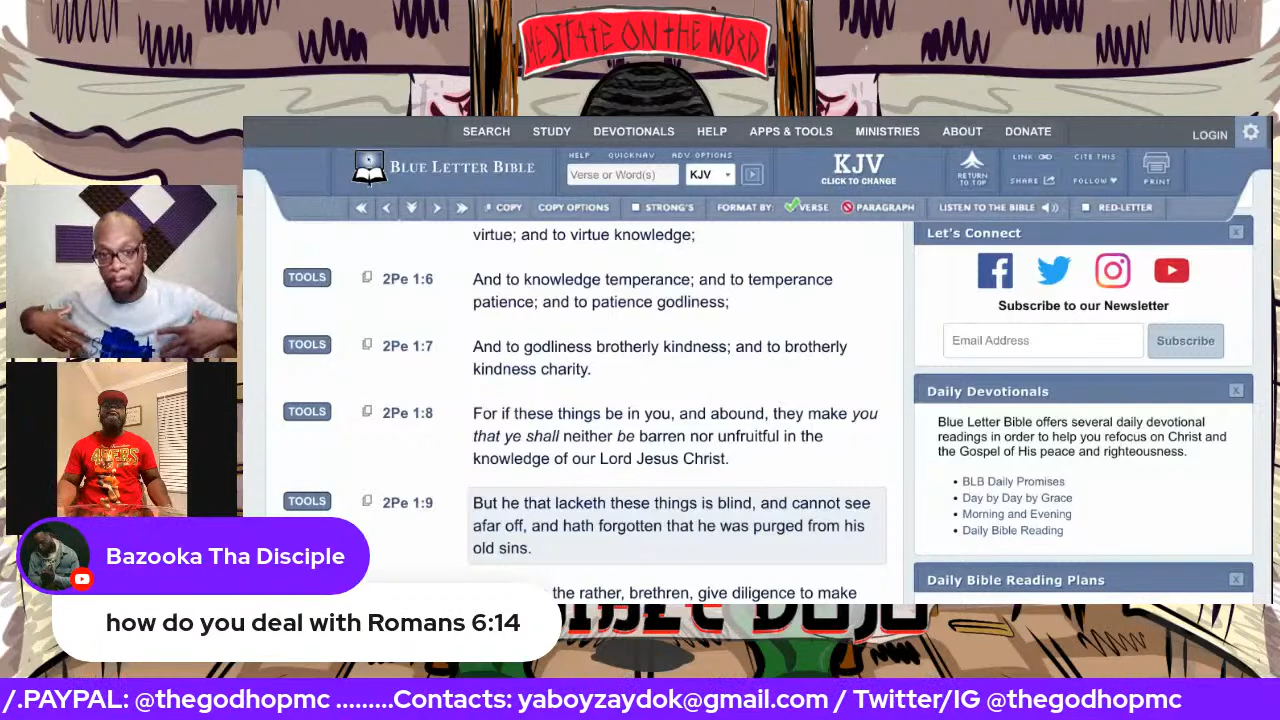 MEDITATE ON THE WORD
SEARCH STUDY DEVOTIONALS HELP APPS & TOOLS MINISTRIES ABOUT DONATE
LOGIN
BLUE LETTER BIBLE
HELP QUICKNAV ADV. OPTIONS
Verse or Word(s) KJV
KJV
CLICK TO CHANGE
RETURN TO TOP
LINK CITE THIS
SHARE FOLLOW PRINT
COPY COPY OPTIONS STRONG'S FORMAT BY: VERSE PARAGRAPH LISTEN TO THE BIBLE RED-LETTER
virtue; and to virtue knowledge;
TOOLS 2Pe 1:6 And to knowledge temperance; and to temperance
patience; and to patience godliness;
TOOLS 2Pe 1:7 And to godliness brotherly kindness; and to brotherly
kindness charity.
TOOLS 2Pe 1:8 For if these things be in you, and abound, they make you
that ye shall neither be barren nor unfruitful in the
knowledge of our Lord Jesus Christ.
TOOLS 2Pe 1:9 But he that lacketh these things is blind, and cannot see
afar off, and hath forgotten that he was purged from his
old sins.
the rather, brethren, give diligence to make
Let's Connect
Subscribe to our Newsletter
Email Address Subscribe
Daily Devotionals
Blue Letter Bible offers several daily devotional
readings in order to help you refocus on Christ and
the Gospel of His peace and righteousness.
• BLB Daily Promises
• Day by Day by Grace
• Morning and Evening
• Daily Bible Reading
Daily Bible Reading Plans
49ERS
Bazooka Tha Disciple
how do you deal with Romans 6:14
DOJO
/.PAYPAL: @thegodhopmc .........Contacts: yaboyzaydok@gmail.com / Twitter/IG @thegodhopmc